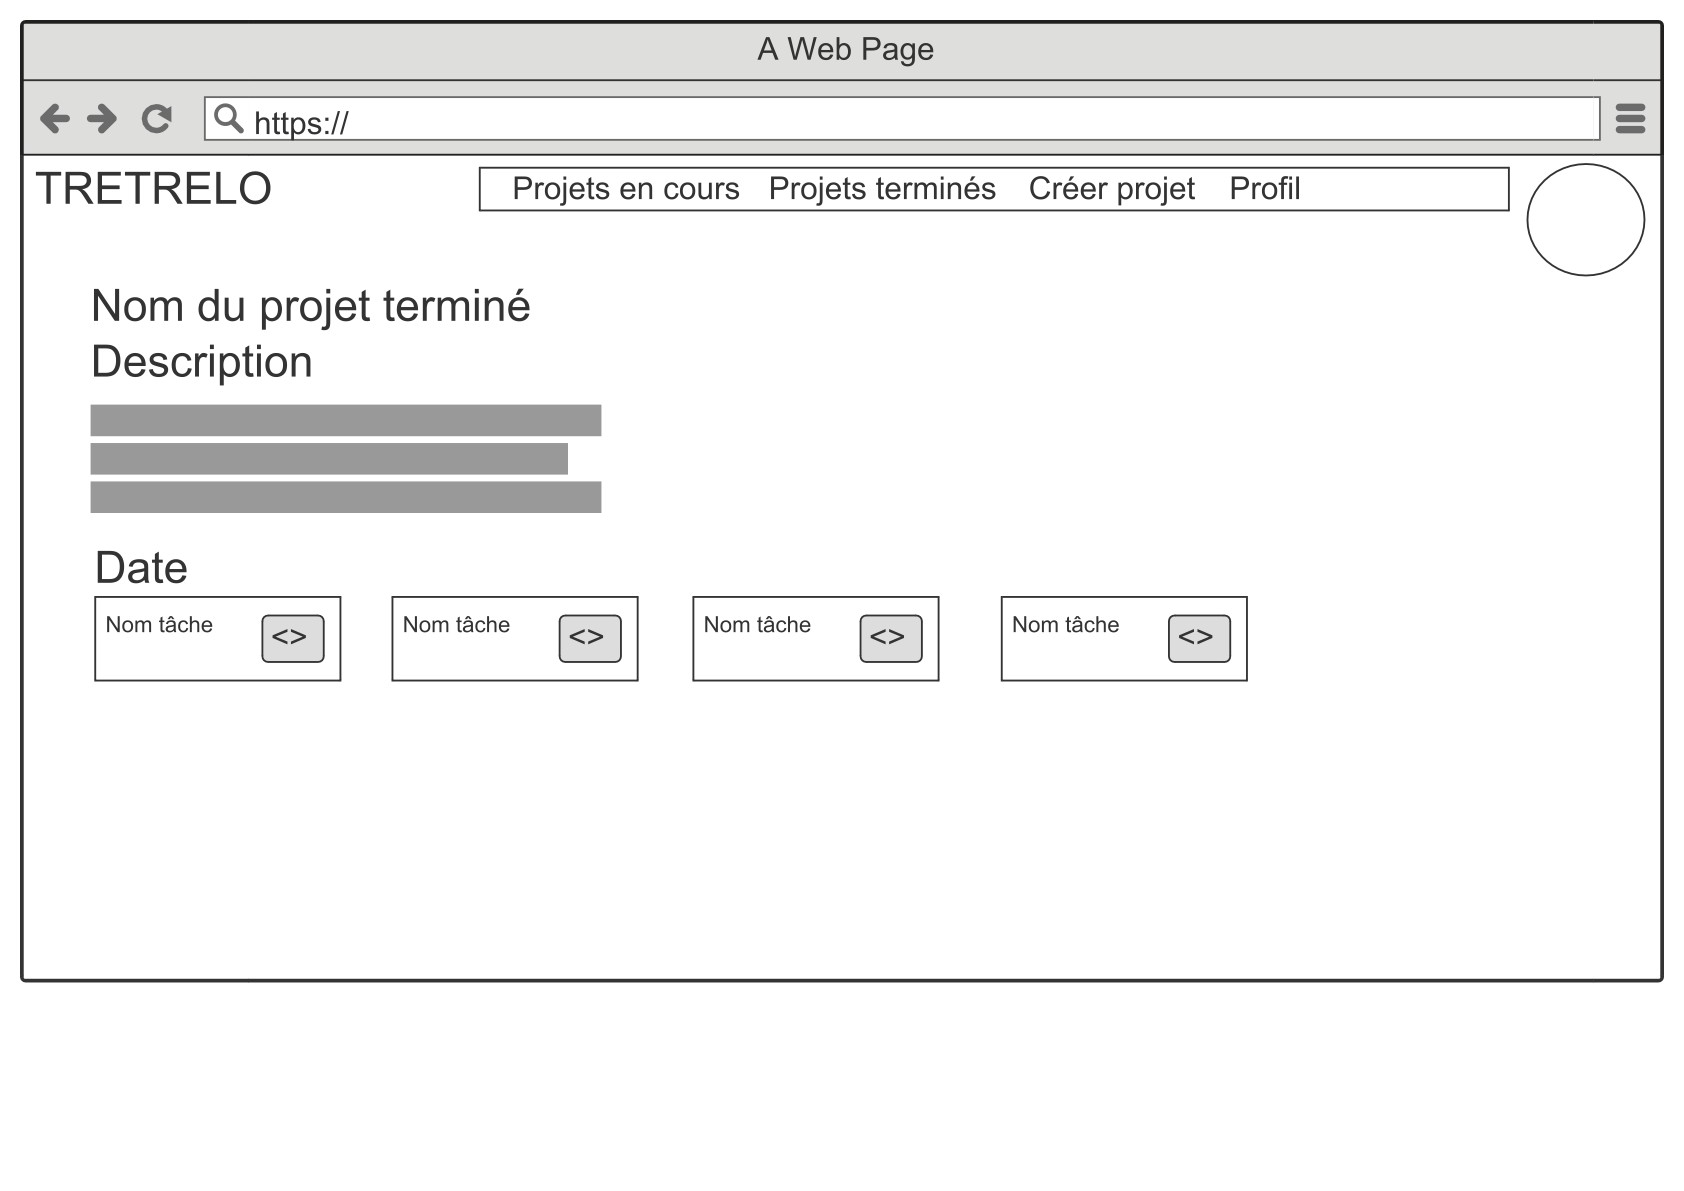 A Web Page
https://
TRETRELO
Projets en cours Projets terminés Créer projet Profil
Nom du projet terminé
Description
Date
Nom tâche <> Nom tâche <> Nom tâche <> Nom tâche <>